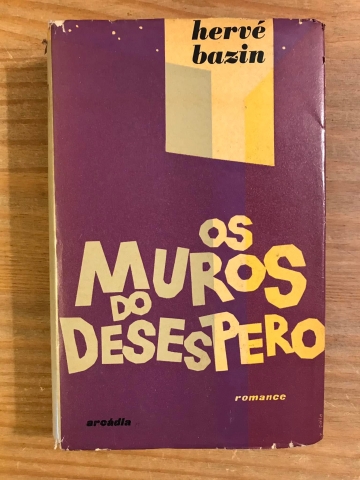 hervé
bazin
OS
MUROS
DO
DESESPERO
romance
arcádia